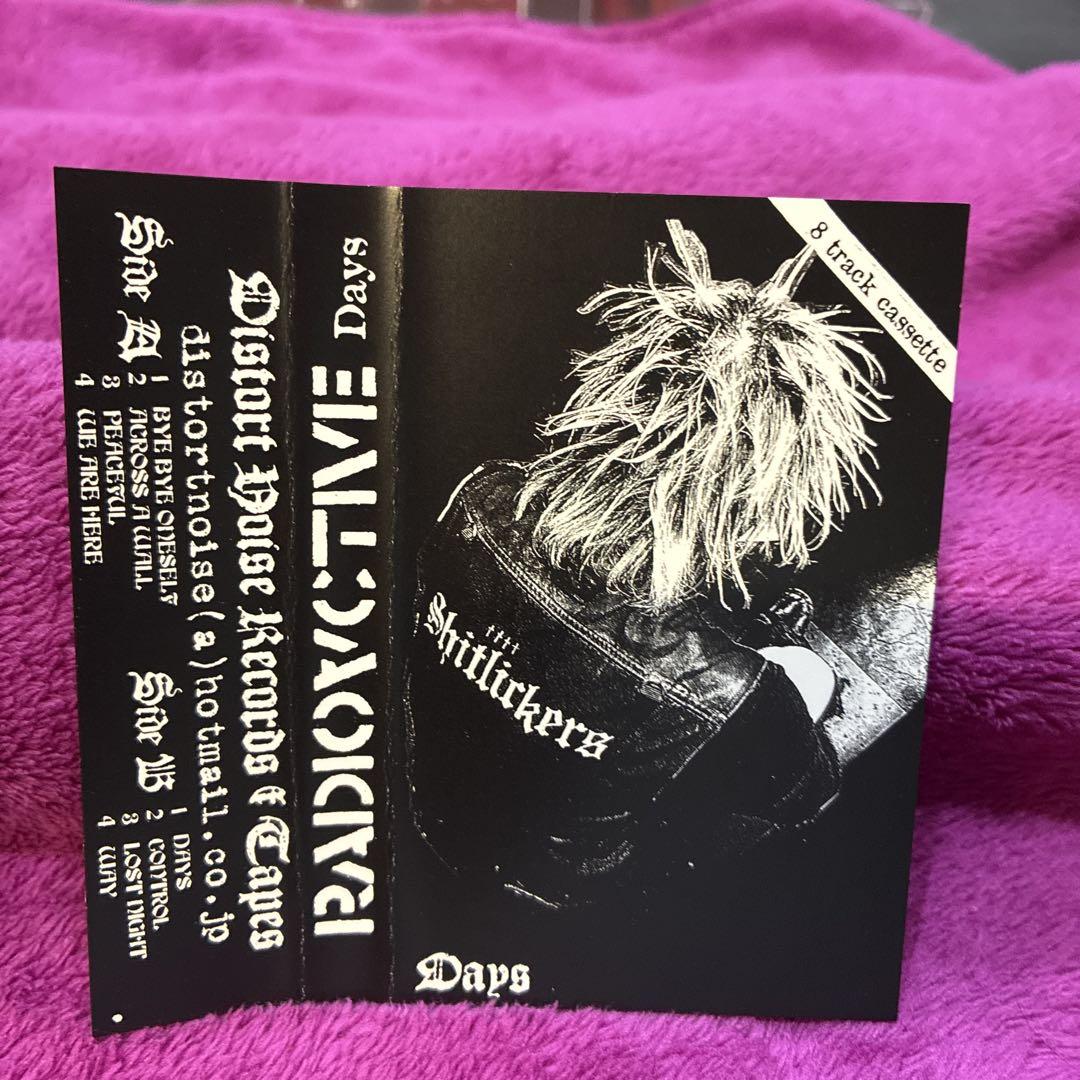 8 track cassette
Shitlickers
Days
RADIOACTIVE Days
Distort Noise Records & Tapes
distortnoise(a)hotmail.co.jp
Side A
1 BYE BYE ONESELF
2 ACROSS A WALL
3 PEACEFUL
4 WE ARE HERE
Side B
1 DAYS
2 CONTROL
3 LOST NIGHT
4 WAY